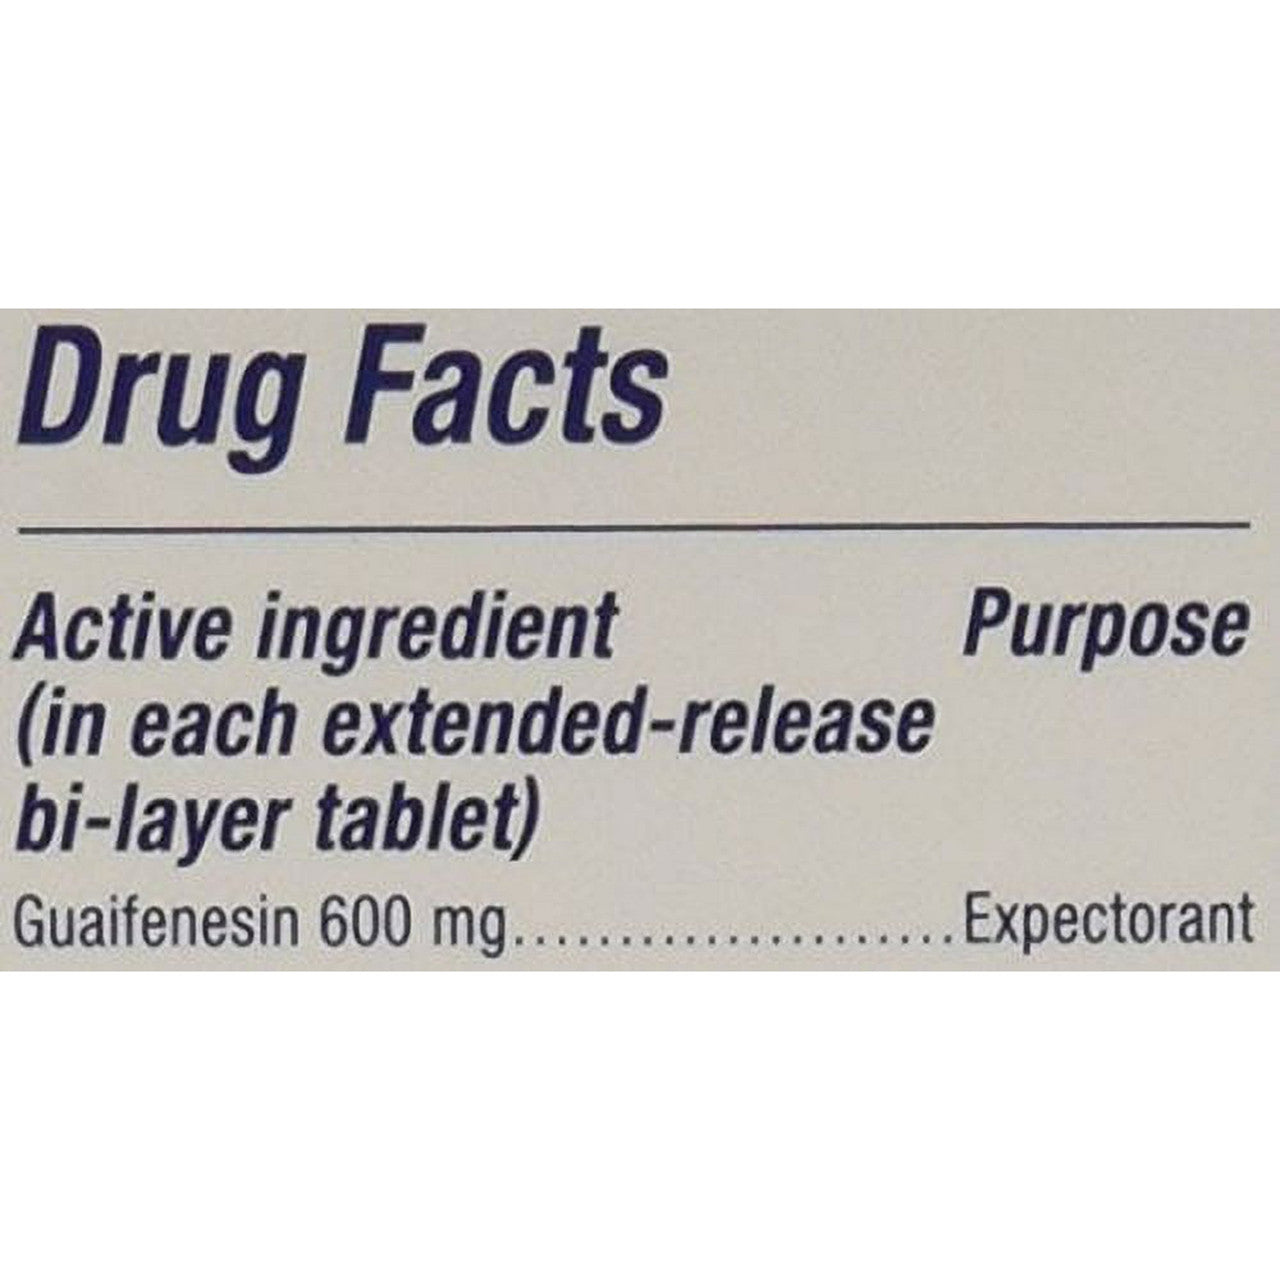 Drug Facts
Active ingredient Purpose
(in each extended-release
bi-layer tablet)
Guaifenesin 600 mg......................Expectorant